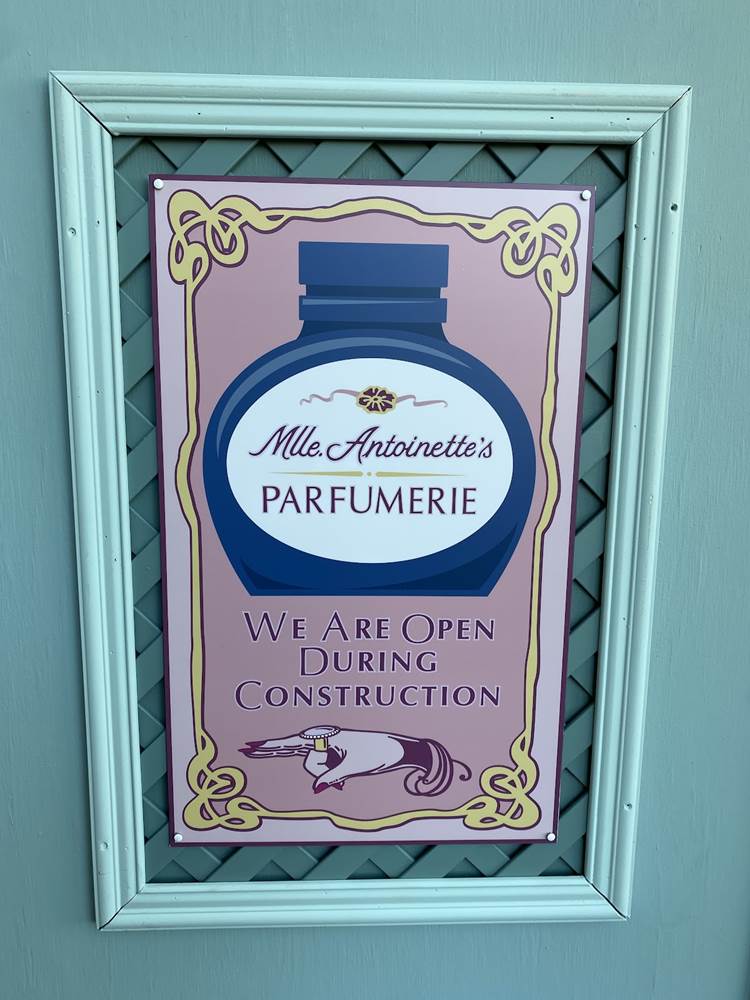 Mlle. Antoinette's
PARFUMERIE
WE ARE OPEN
DURING
CONSTRUCTION